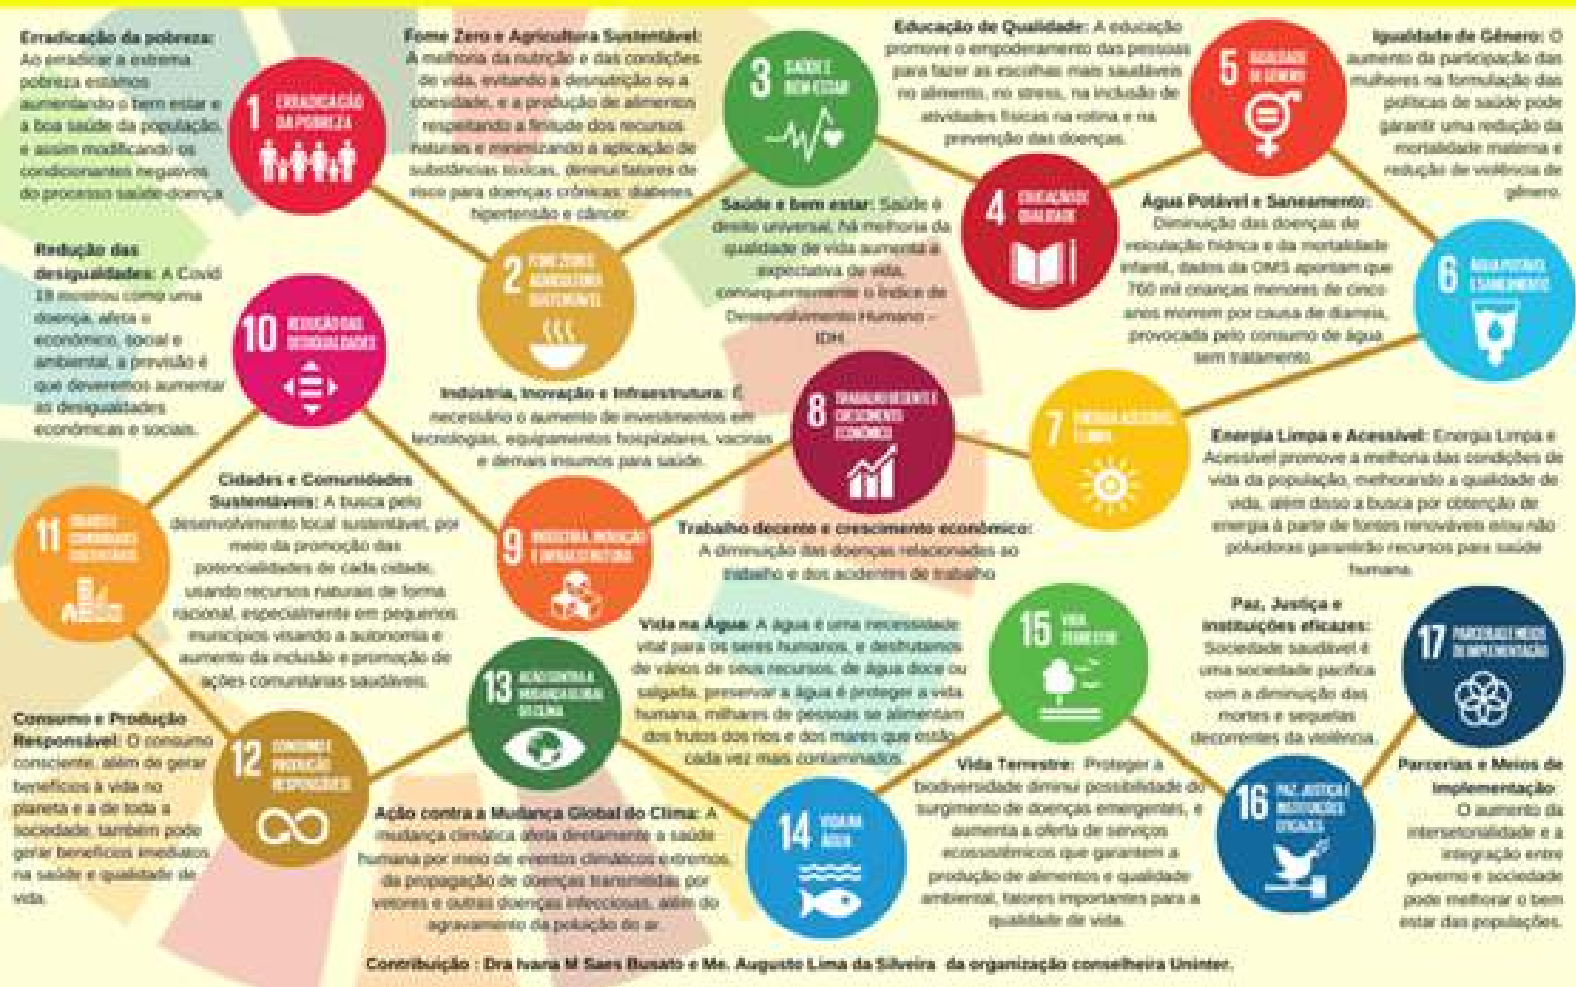 Erradicação da pobreza:
Ao erradicar a extrema
pobreza estamos
aumentando o bem estar e
a boa saúde da população,
e assim modificando os
condicionantes negativos
do processo saúde-doença
1 ERRADICAÇÃO
DA POBREZA
Fome Zero e Agricultura Sustentável:
A melhoria da nutrição e das condições
de vida, evitando a desnutrição ou a
obesidade, e a produção de alimentos
respeitando a finitude dos recursos
naturais e minimizando a aplicação de
substâncias tóxicas, diminui fatores de
risco para doenças crônicas: diabetes,
hipertensão e câncer.
2 FOME ZERO E
AGRICULTURA
SUSTENTÁVEL
3 SAÚDE E
BEM-ESTAR
Saúde e bem estar: Saúde é
direito universal, há melhoria da
qualidade de vida aumenta a
expectativa de vida,
consequentemente o Índice de
Desenvolvimento Humano –
IDH.
Educação de Qualidade: A educação
promove o empoderamento das pessoas
para fazer as escolhas mais saudáveis
no alimento, no stress, na inclusão de
atividades físicas na rotina e na
prevenção das doenças.
4 EDUCAÇÃO DE
QUALIDADE
5 IGUALDADE
DE GÊNERO
Igualdade de Gênero: O
aumento da participação das
mulheres na formulação das
políticas de saúde pode
garantir uma redução da
mortalidade materna e
redução de violência de
gênero.
Água Potável e Saneamento:
Diminuição das doenças de
veiculação hídrica e da mortalidade
infantil, dados da OMS apontam que
760 mil crianças menores de cinco
anos morrem por causa de diarreia,
provocada pelo consumo de água
sem tratamento.
6 ÁGUA POTÁVEL
E SANEAMENTO
7
Energia Limpa e Acessível: Energia Limpa e
Acessível promove a melhoria das condições de
vida da população, melhorando a qualidade de
vida, além disso a busca por obtenção de
energia à partir de fontes renováveis e/ou não
poluidoras garantirão recursos para saúde
humana.
8 TRABALHO DECENTE E
CRESCIMENTO
ECONÔMICO
Trabalho decente e crescimento econômico:
A diminuição das doenças relacionadas ao
trabalho e dos acidentes de trabalho
Indústria, Inovação e Infraestrutura: É
necessário o aumento de investimentos em
tecnologias, equipamentos hospitalares, vacinas
e demais insumos para saúde.
9 INDÚSTRIA, INOVAÇÃO
E INFRAESTRUTURA
Redução das
desigualdades: A Covid
19 mostrou como uma
doença, afeta o
econômico, social e
ambiental, a previsão é
que deveremos aumentar
as desigualdades
econômicas e sociais.
10 REDUÇÃO DAS
DESIGUALDADES
11 CIDADES E
COMUNIDADES
SUSTENTÁVEIS
Cidades e Comunidades
Sustentáveis: A busca pelo
desenvolvimento local sustentável, por
meio da promoção das
potencialidades de cada cidade,
usando recursos naturais de forma
racional, especialmente em pequenos
municípios visando a autonomia e
aumento da inclusão e promoção de
ações comunitárias saudáveis.
Consumo e Produção
Responsável: O consumo
consciente, além de gerar
benefícios à vida no
planeta e a de toda a
sociedade, também pode
gerar benefícios imediatos
na saúde e qualidade de
vida.
12 CONSUMO E
PRODUÇÃO
RESPONSÁVEIS
13 AÇÃO CONTRA A
MUDANÇA GLOBAL
DO CLIMA
Ação contra a Mudança Global do Clima: A
mudança climática afeta diretamente a saúde
humana por meio de eventos climáticos extremos,
da propagação de doenças transmitidas por
vetores e outras doenças infecciosas, além do
agravamento da poluição do ar.
Vida na Água: A água é uma necessidade
vital para os seres humanos, e desfrutamos
de vários de seus recursos, de água doce ou
salgada, preservar a água é proteger a vida
humana, milhares de pessoas se alimentam
dos frutos dos rios e dos mares que estão
cada vez mais contaminados.
14 VIDA NA
ÁGUA
15 VIDA
TERRESTRE
Vida Terrestre: Proteger a
biodiversidade diminui possibilidade do
surgimento de doenças emergentes, e
aumenta a oferta de serviços
ecossistêmicos que garantem a
produção de alimentos e qualidade
ambiental, fatores importantes para a
qualidade de vida.
Paz, Justiça e
instituições eficazes:
Sociedade saudável é
uma sociedade pacífica
com a diminuição das
mortes e sequelas
decorrentes da violência.
16 PAZ, JUSTIÇA E
INSTITUIÇÕES
EFICAZES
17 PARCERIAS E MEIOS
DE IMPLEMENTAÇÃO
Parcerias e Meios de
Implementação:
O aumento da
intersetorialidade e a
integração entre
governo e sociedade
pode melhorar o bem
estar das populações.
Contribuição : Dra Ivana M Saes Busato e Me. Augusto Lima da Silveira da organização conselheira Uninter.